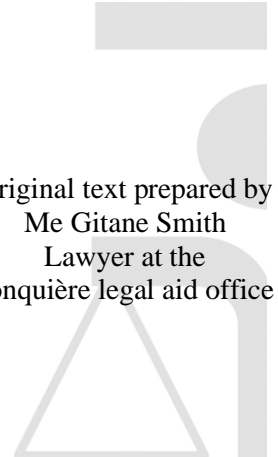 riginal text prepared by
Me Gitane Smith
Lawyer at the
onquière legal aid office